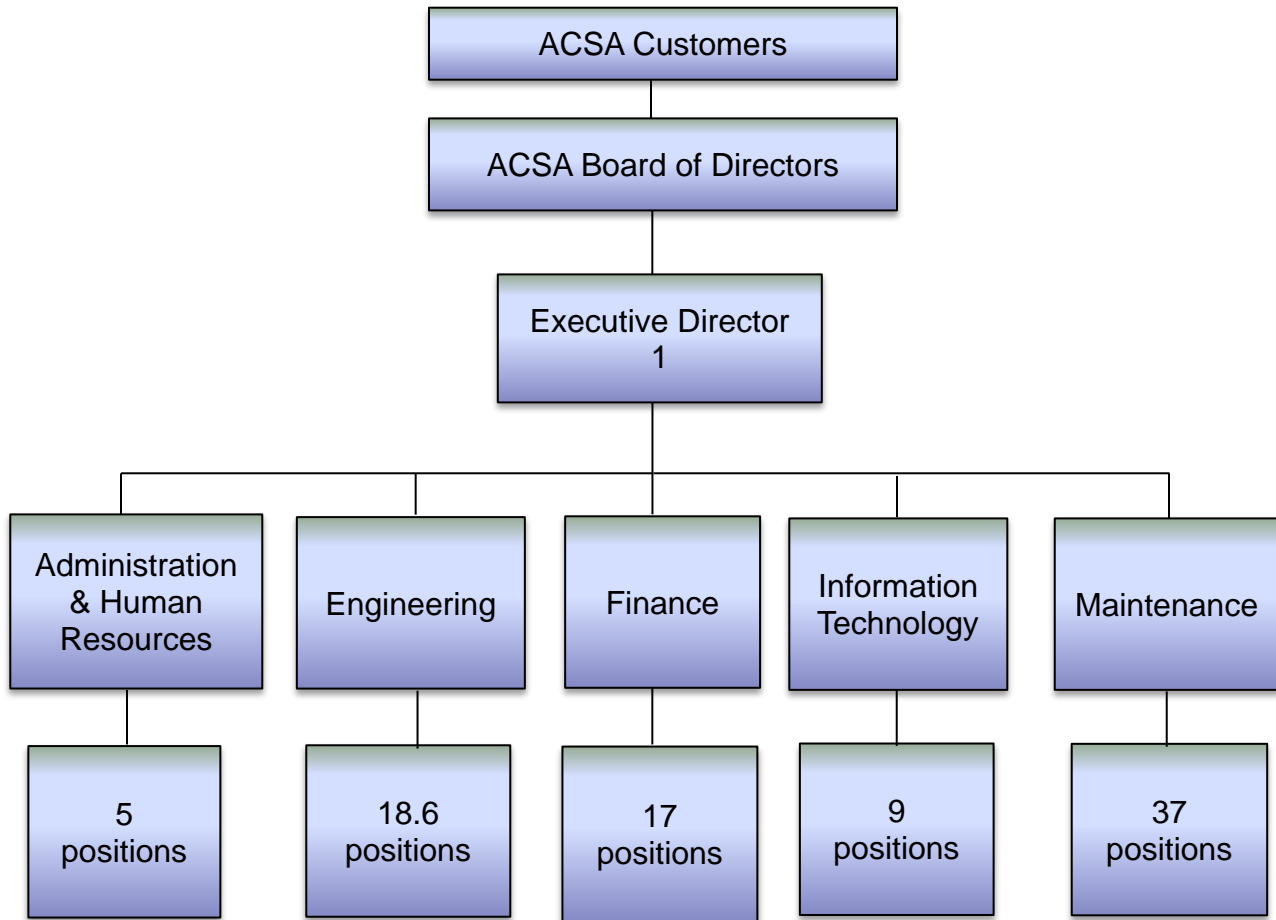 ACSA Customers
ACSA Board of Directors
Executive Director
1
Administration
& Human
Resources
Engineering
Finance
Information
Technology
Maintenance
5
positions
18.6
positions
17
positions
9
positions
37
positions